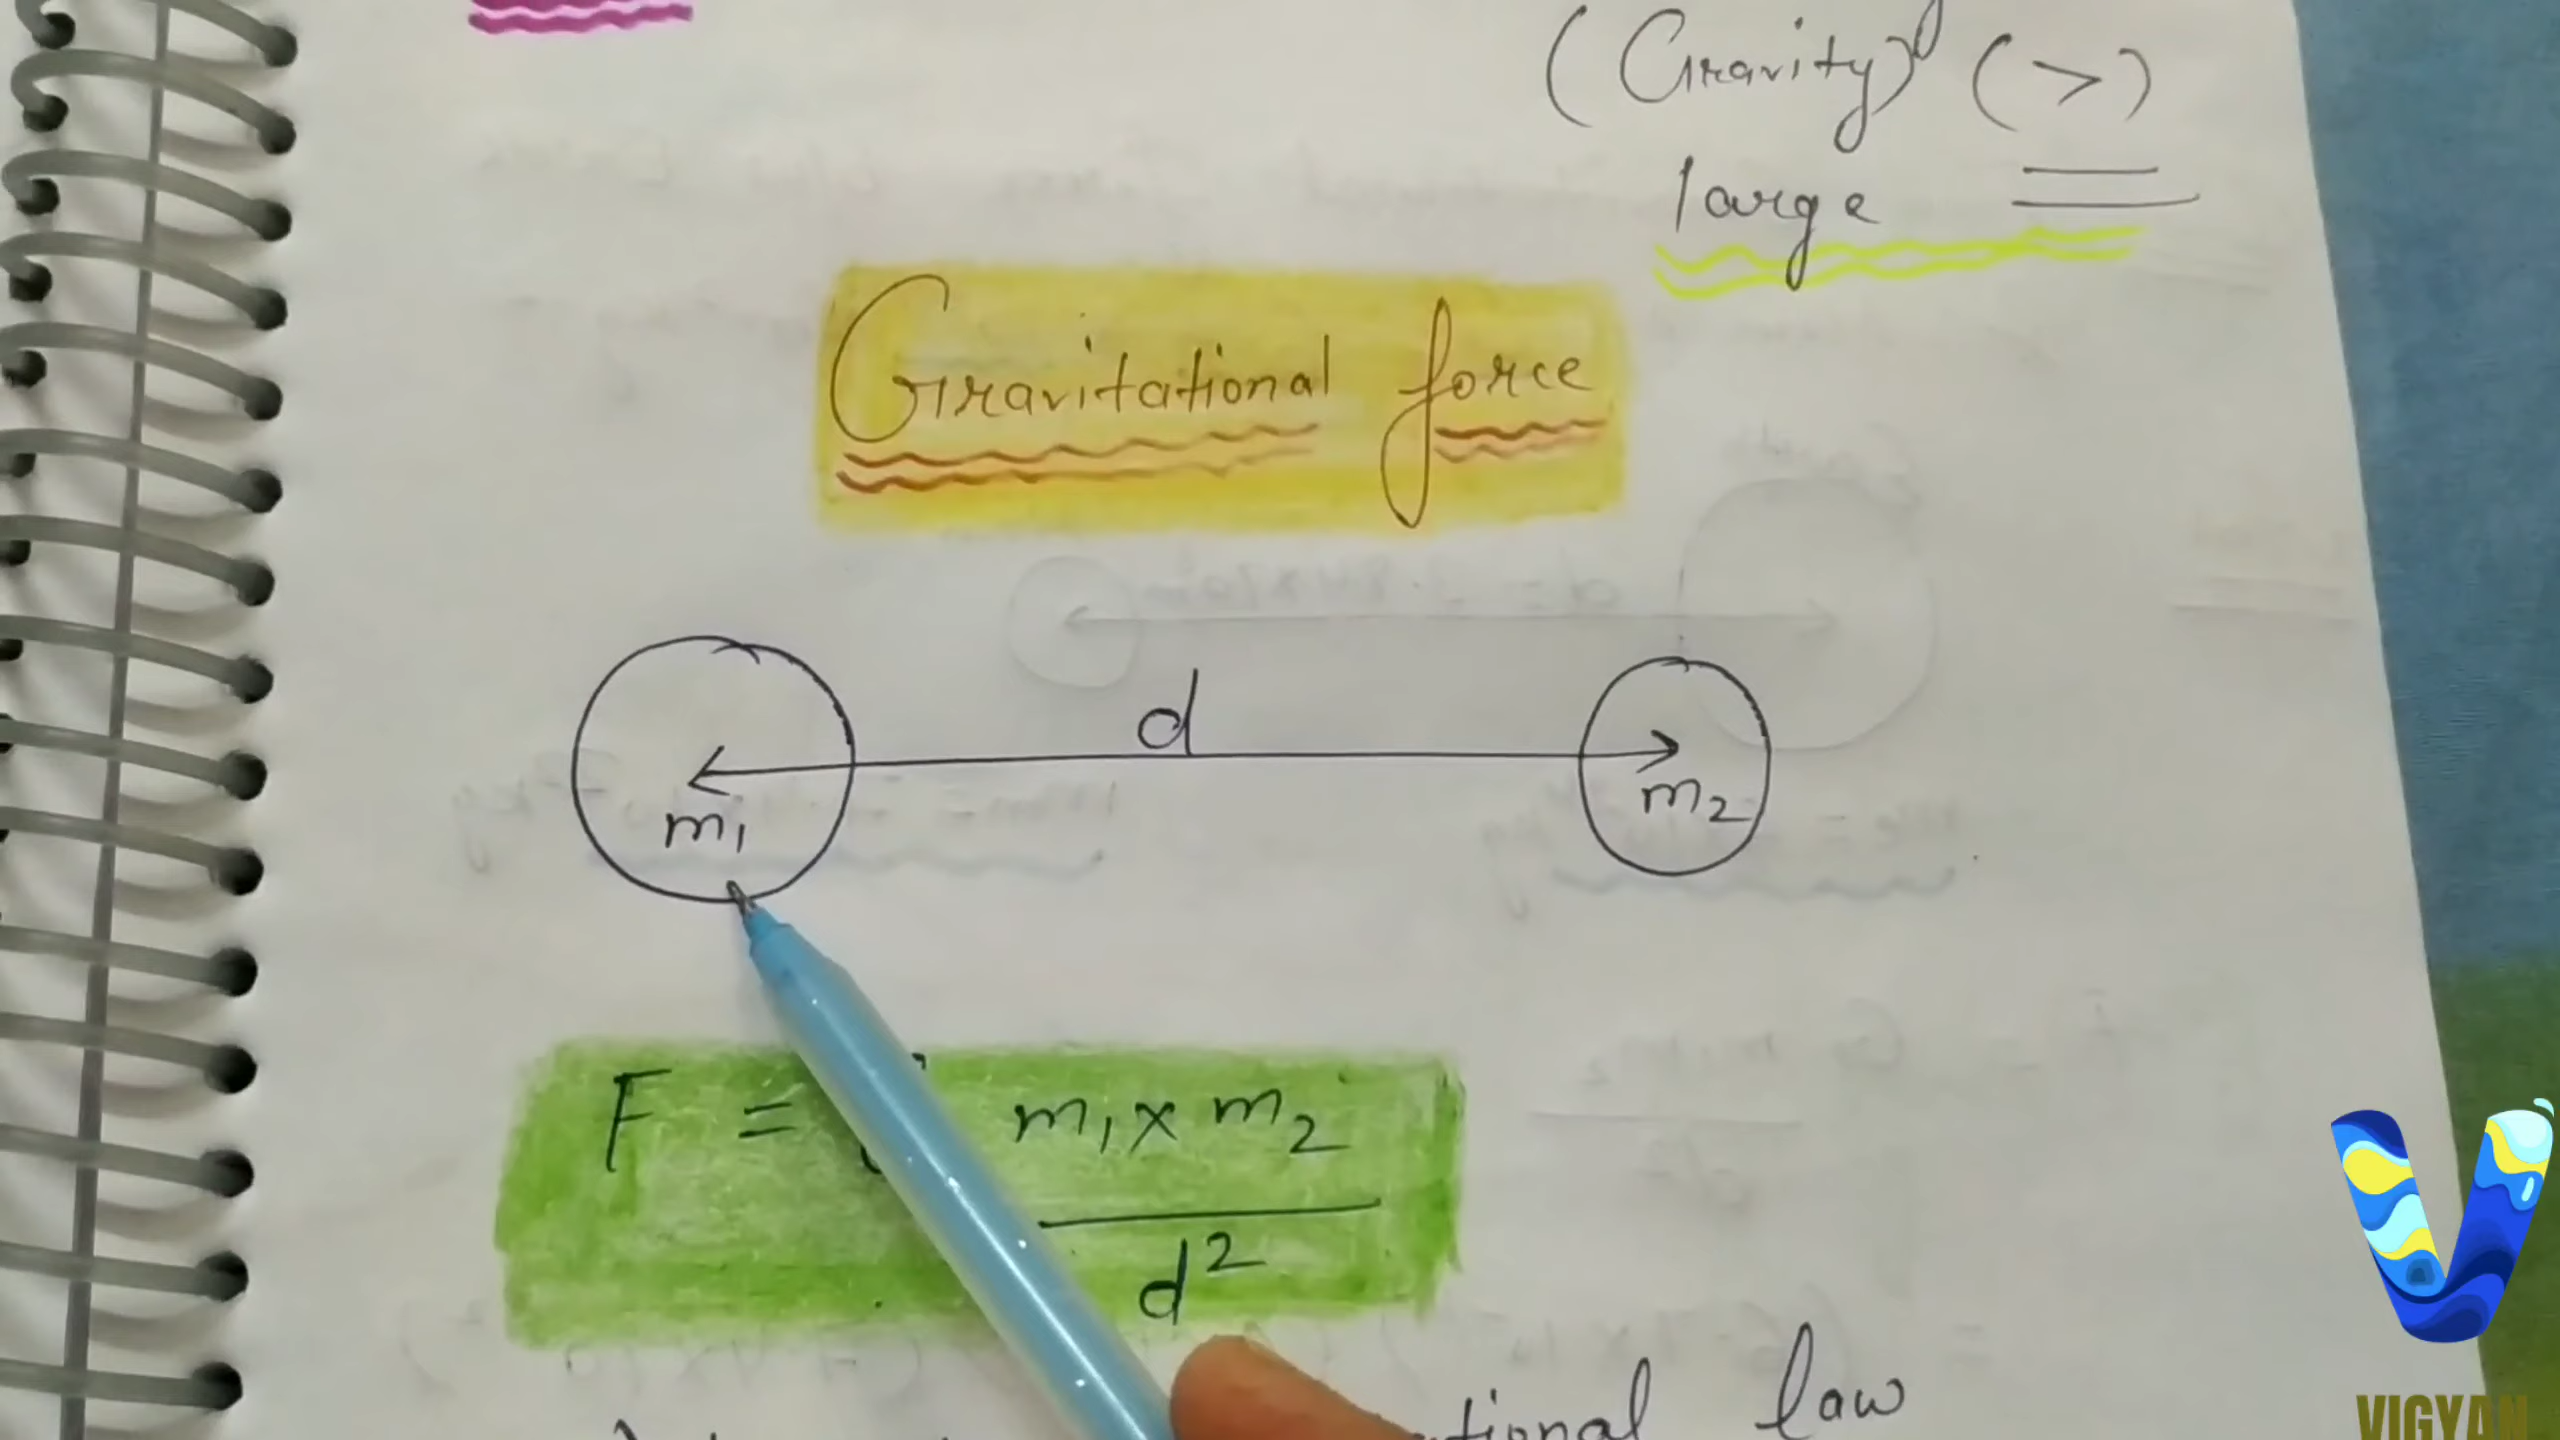 (Gravity) (>)
large
Gravitational force
d
m1
m2
F = m1 x m2
d2
law
VIGYAN